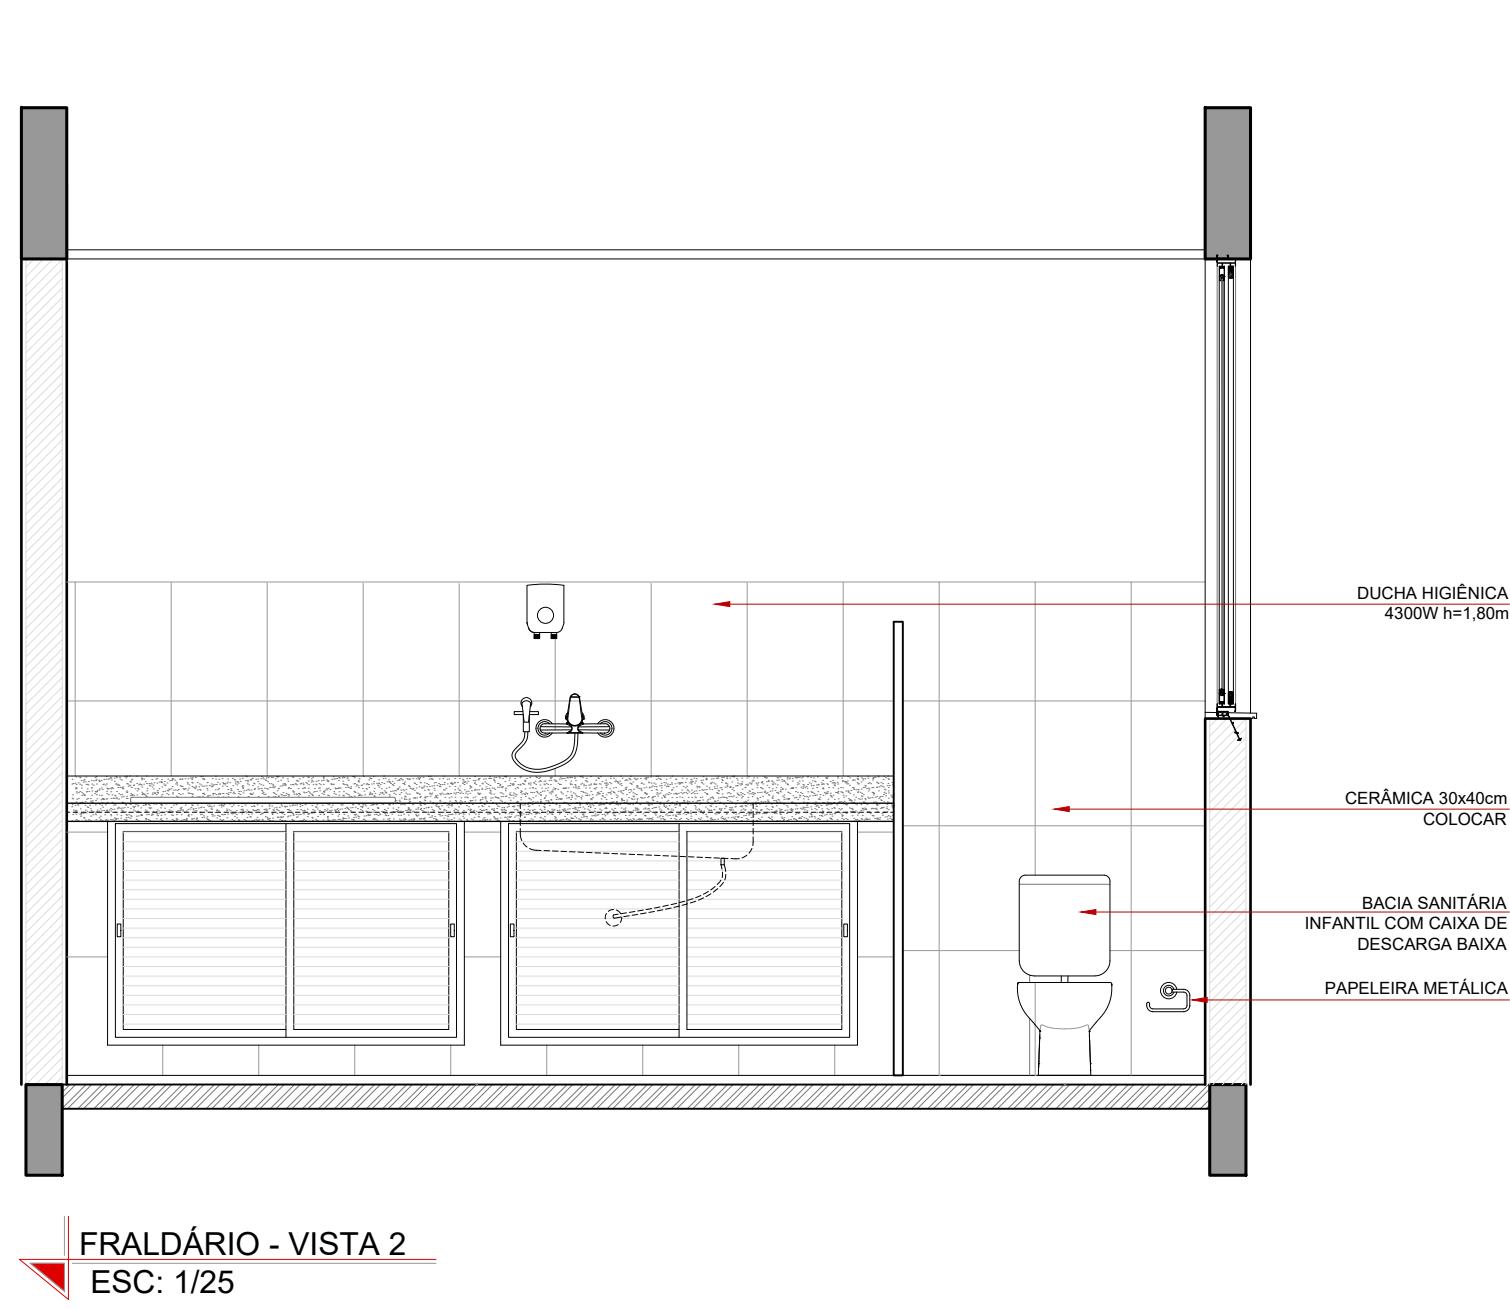 DUCHA HIGIÊNICA
4300W h=1,80m
CERÂMICA 30x40cm
COLOCAR
BACIA SANITÁRIA
INFANTIL COM CAIXA DE
DESCARGA BAIXA
PAPELEIRA METÁLICA
FRALDÁRIO - VISTA 2
ESC: 1/25